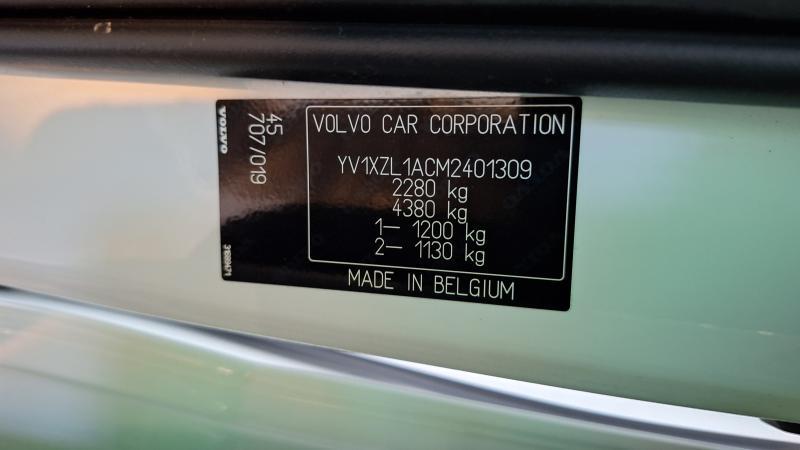 VOLVO
45
707/019
VOLVO CAR CORPORATION
YV1XZL1ACM2401309
2280 kg
4380 kg
1— 1200 kg
2— 1130 kg
MADE IN BELGIUM